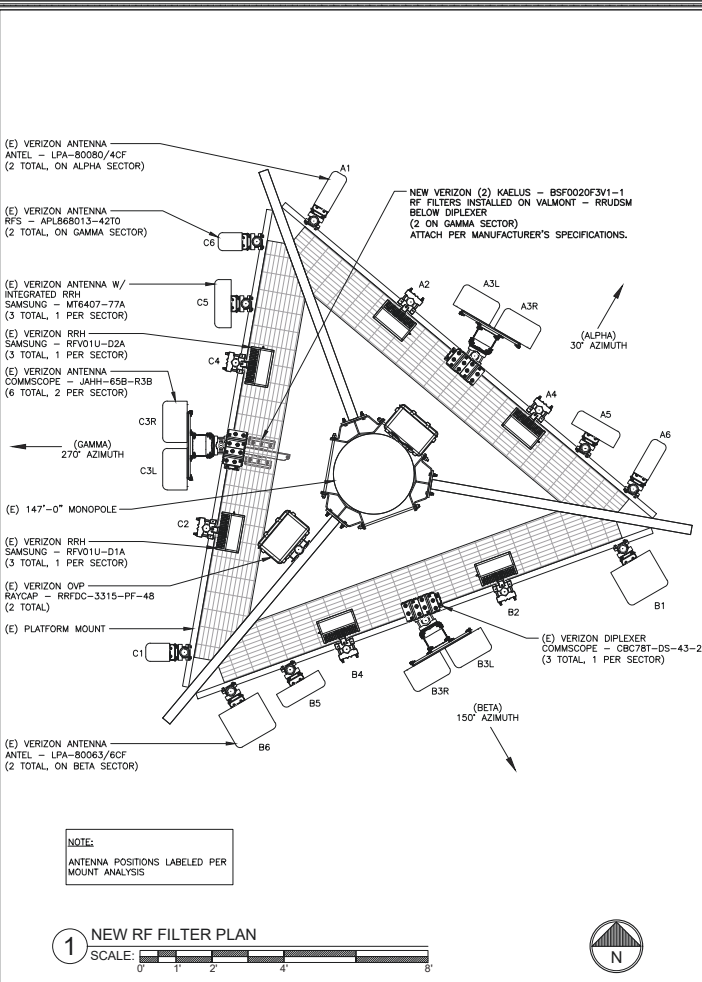 (E) VERIZON ANTENNA
ANTEL - LPA-80080/4CF
(2 TOTAL, ON ALPHA SECTOR)
(E) VERIZON ANTENNA
RFS - APL868013-42T0
(2 TOTAL, ON GAMMA SECTOR)
(E) VERIZON ANTENNA W/
INTEGRATED RRH
SAMSUNG - MT6407-77A
(3 TOTAL, 1 PER SECTOR)
(E) VERIZON RRH
SAMSUNG - RFV01U-D2A
(3 TOTAL, 1 PER SECTOR)
(E) VERIZON ANTENNA
COMMSCOPE - JAHH-65B-R3B
(6 TOTAL, 2 PER SECTOR)
(GAMMA)
270° AZIMUTH
(E) 147'-0" MONOPOLE
(E) VERIZON RRH
SAMSUNG - RFV01U-D1A
(3 TOTAL, 1 PER SECTOR)
(E) VERIZON OVP
RAYCAP - RRFDC-3315-PF-48
(2 TOTAL)
(E) PLATFORM MOUNT
(E) VERIZON ANTENNA
ANTEL - LPA-80063/6CF
(2 TOTAL, ON BETA SECTOR)
C6
C5
C4
C3R
C3L
C2
C1
A1
NEW VERIZON (2) KAELUS - BSF0020F3V1-1
RF FILTERS INSTALLED ON VALMONT - RRUDSM
BELOW DIPLEXER
(2 ON GAMMA SECTOR)
ATTACH PER MANUFACTURER'S SPECIFICATIONS.
A2
A3L
A3R
(ALPHA)
30° AZIMUTH
A4
A5
A6
B1
B2
B3L
B3R
B4
B5
B6
(E) VERIZON DIPLEXER
COMMSCOPE - CBC78T-DS-43-2
(3 TOTAL, 1 PER SECTOR)
(BETA)
150° AZIMUTH
NOTE:
ANTENNA POSITIONS LABELED PER
MOUNT ANALYSIS
1
NEW RF FILTER PLAN
SCALE:
0' 1' 2' 4' 8'
N